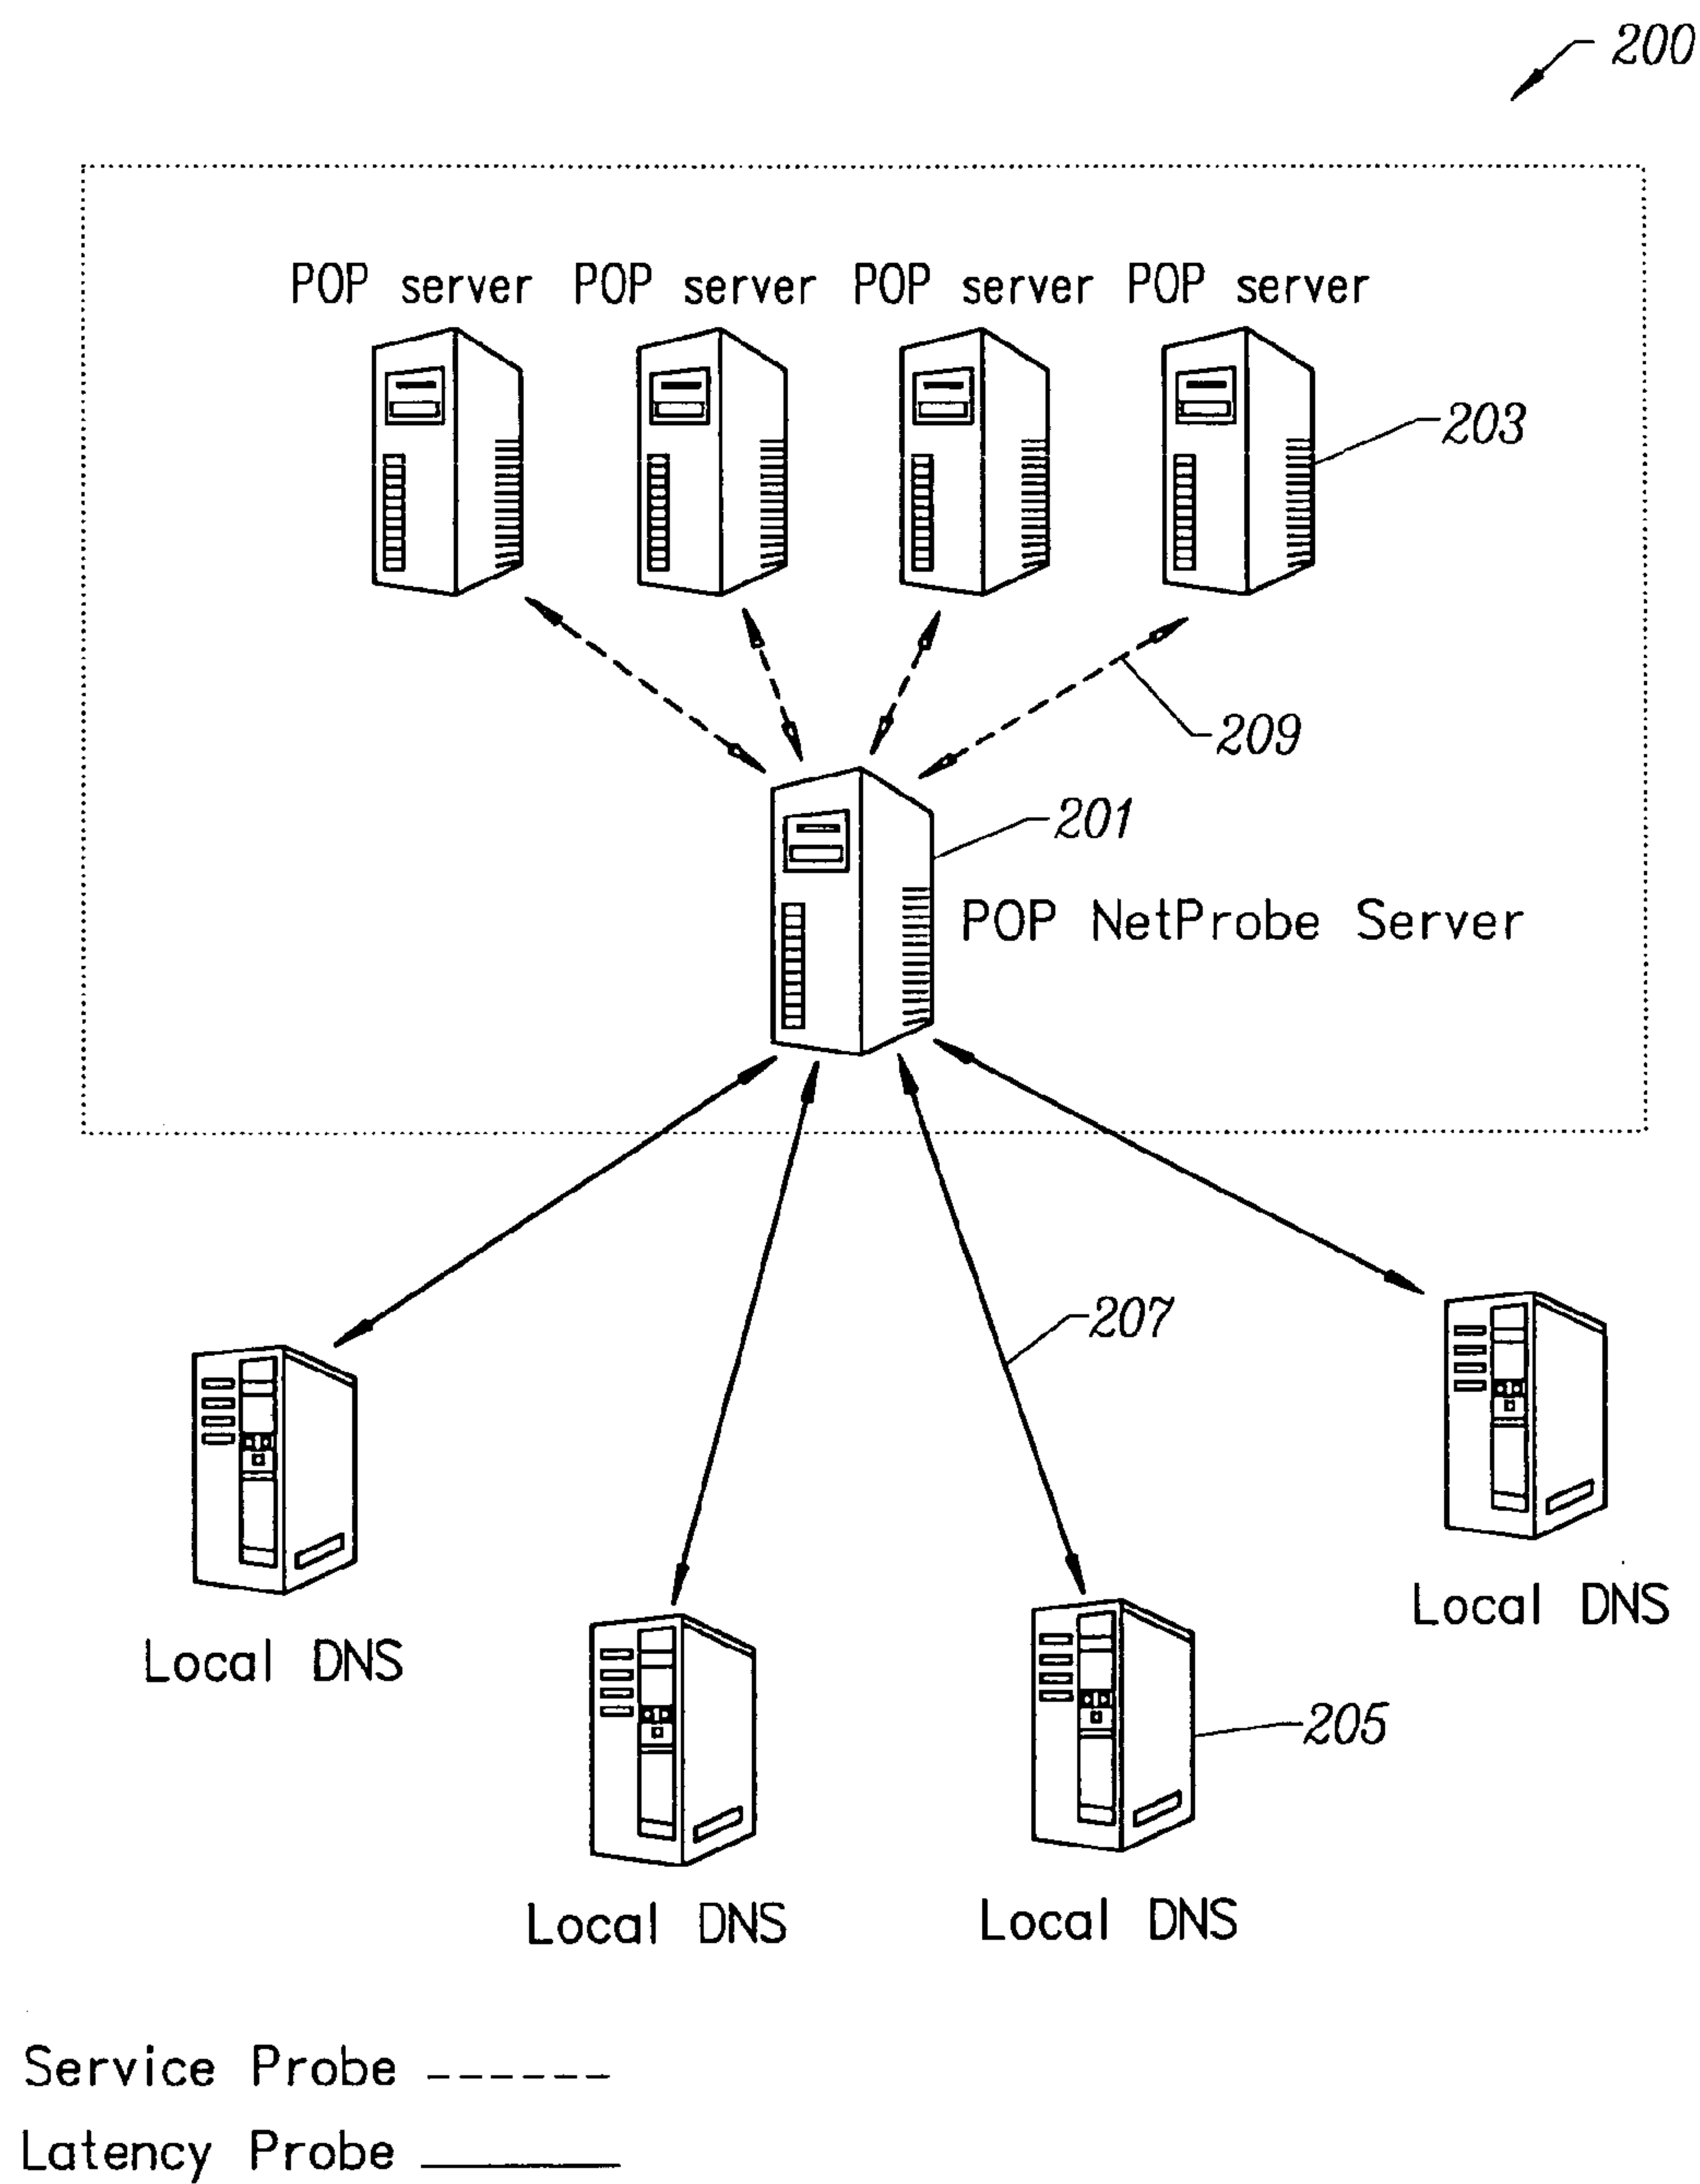 200
POP server POP server POP server POP server
203
209
201
POP NetProbe Server
207
Local DNS
205
Local DNS
Local DNS
Local DNS
Service Probe
Latency Probe